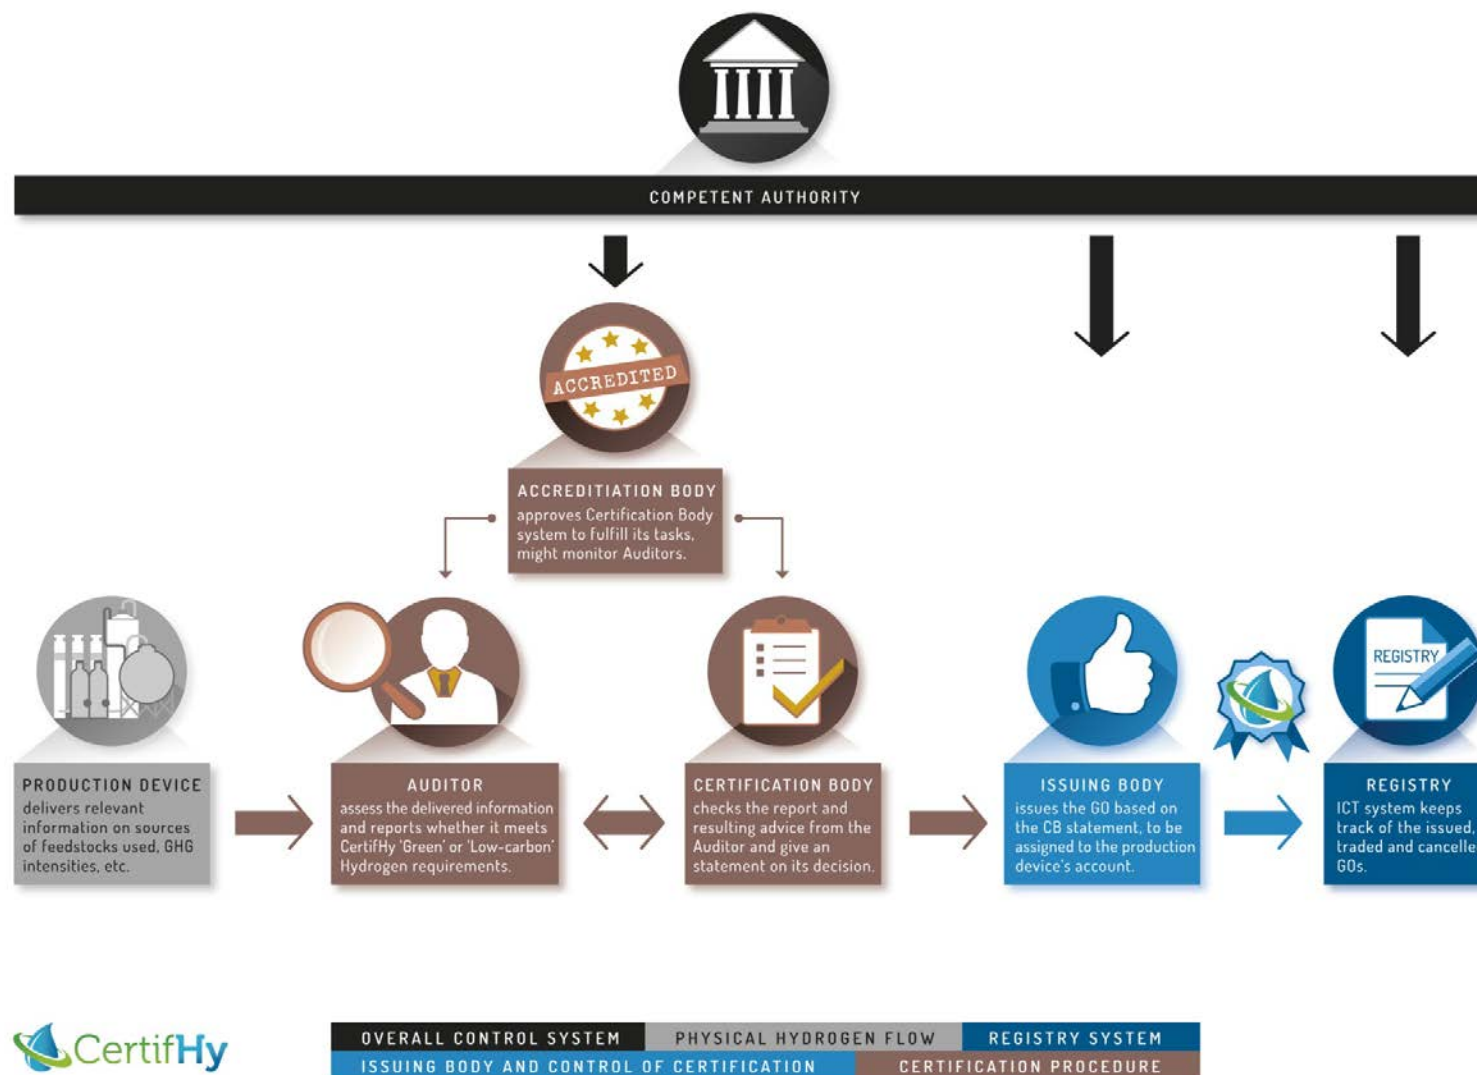 COMPETENT AUTHORITY
ACCREDITED
ACCREDITIATION BODY
approves Certification Body
system to fulfill its tasks,
might monitor Auditors.
REGISTRY
PRODUCTION DEVICE
delivers relevant
information on sources
of feedstocks used, GHG
intensities, etc.
AUDITOR
assess the delivered information
and reports whether it meets
CertifHy 'Green' or 'Low-carbon'
Hydrogen requirements.
CERTIFICATION BODY
checks the report and
resulting advice from the
Auditor and give an
statement on its decision.
ISSUING BODY
issues the GO based on
the CB statement, to be
assigned to the production
device's account.
REGISTRY
ICT system keeps
track of the issued,
traded and cancelle
GOs.
CertifHy
OVERALL CONTROL SYSTEM
PHYSICAL HYDROGEN FLOW
REGISTRY SYSTEM
ISSUING BODY AND CONTROL OF CERTIFICATION
CERTIFICATION PROCEDURE